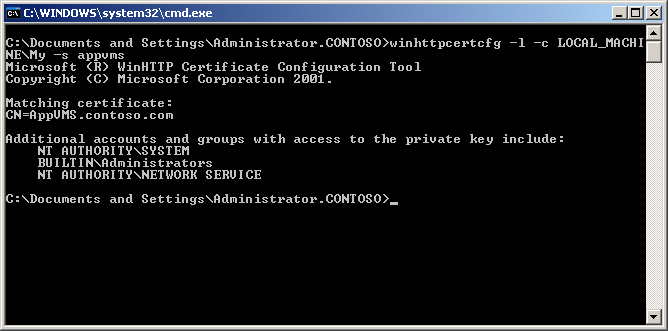 C:\WINDOWS\system32\cmd.exe
C:\Documents and Settings\Administrator.CONTOSO>winhttpcertcfg -l -c LOCAL_MACHI
NE\My -s appvms
Microsoft (R) WinHTTP Certificate Configuration Tool
Copyright (C) Microsoft Corporation 2001.
Matching certificate:
CN=AppVMS.contoso.com
Additional accounts and groups with access to the private key include:
    NT AUTHORITY\SYSTEM
    BUILTIN\Administrators
    NT AUTHORITY\NETWORK SERVICE
C:\Documents and Settings\Administrator.CONTOSO>_